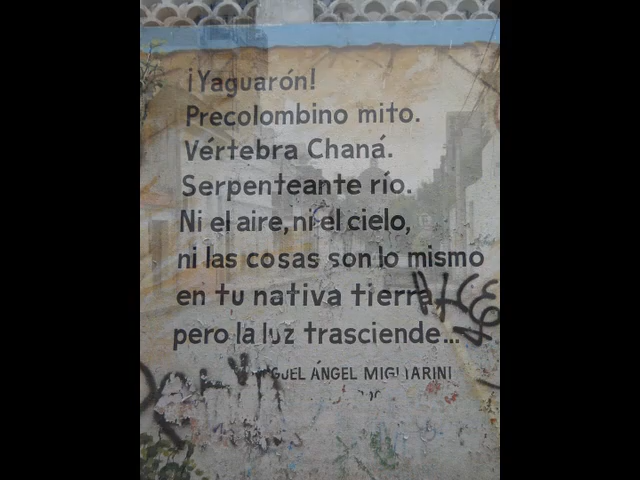 ¡Yaguarón!
Precolombino mito.
Vértebra Chaná.
Serpenteante río.
Ni el aire, ni el cielo,
ni las cosas son lo mismo
en tu nativa tierra
pero la luz trasciende...
ÁNGEL MIGLIARINI